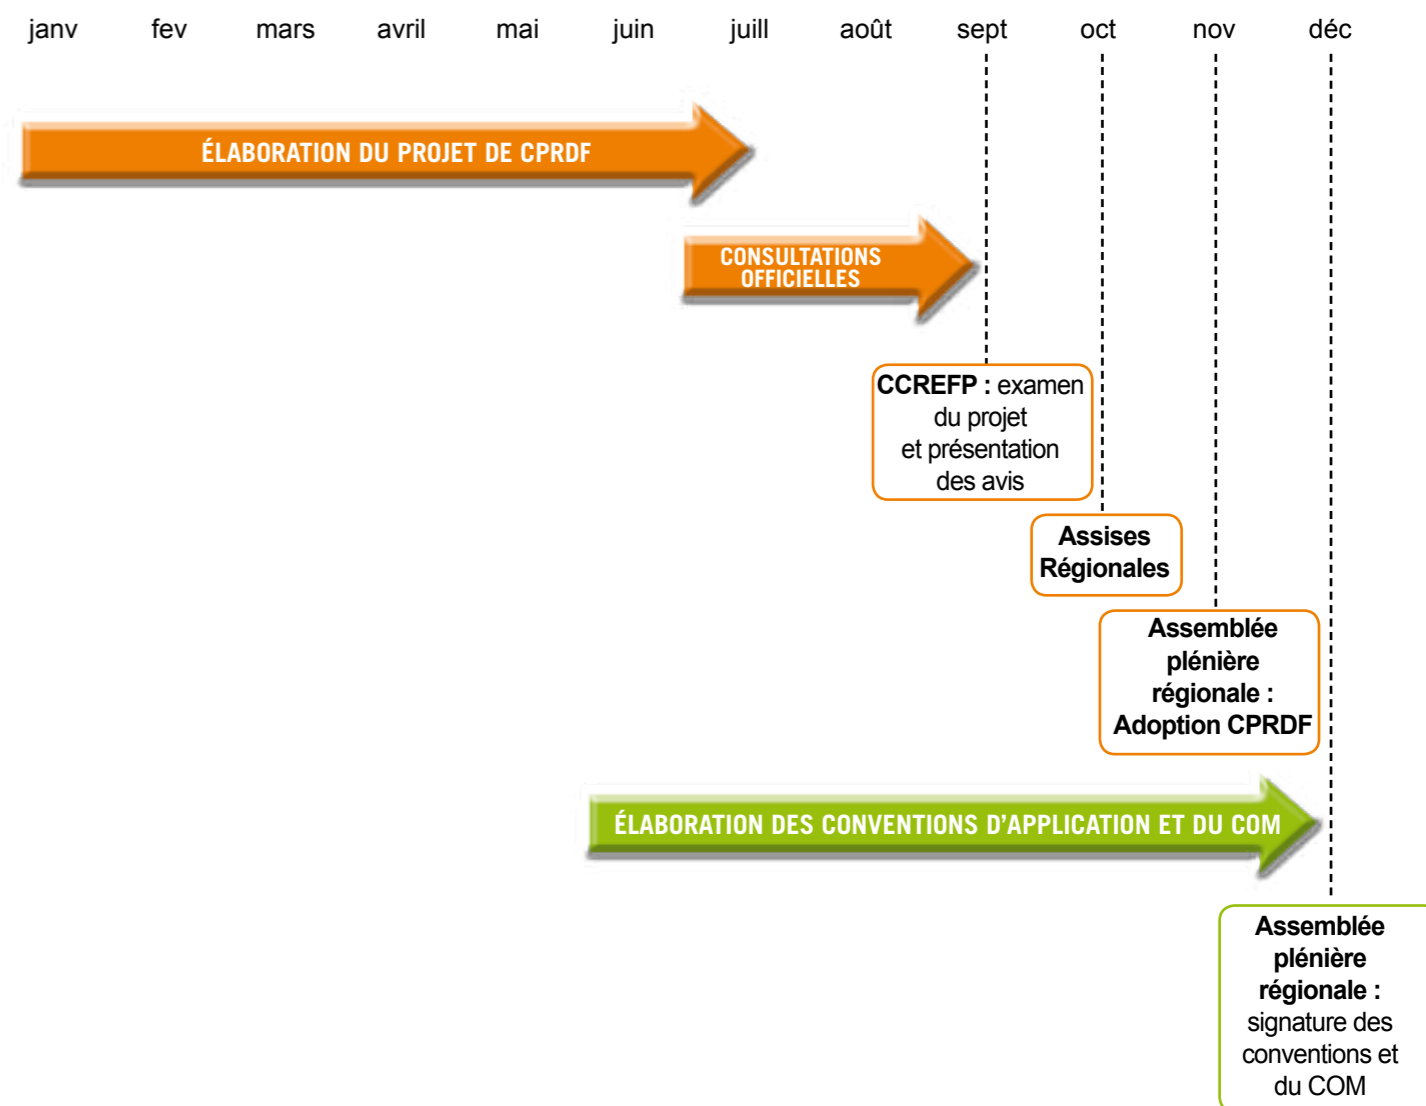 janv fev mars avril mai juin juill août sept oct nov déc
ÉLABORATION DU PROJET DE CPRDF
CONSULTATIONS
OFFICIELLES
CCREFP : examen
du projet
et présentation
des avis
Assises
Régionales
Assemblée
plénière
régionale :
Adoption CPRDF
ÉLABORATION DES CONVENTIONS D’APPLICATION ET DU COM
Assemblée
plénière
régionale :
signature des
conventions et
du COM